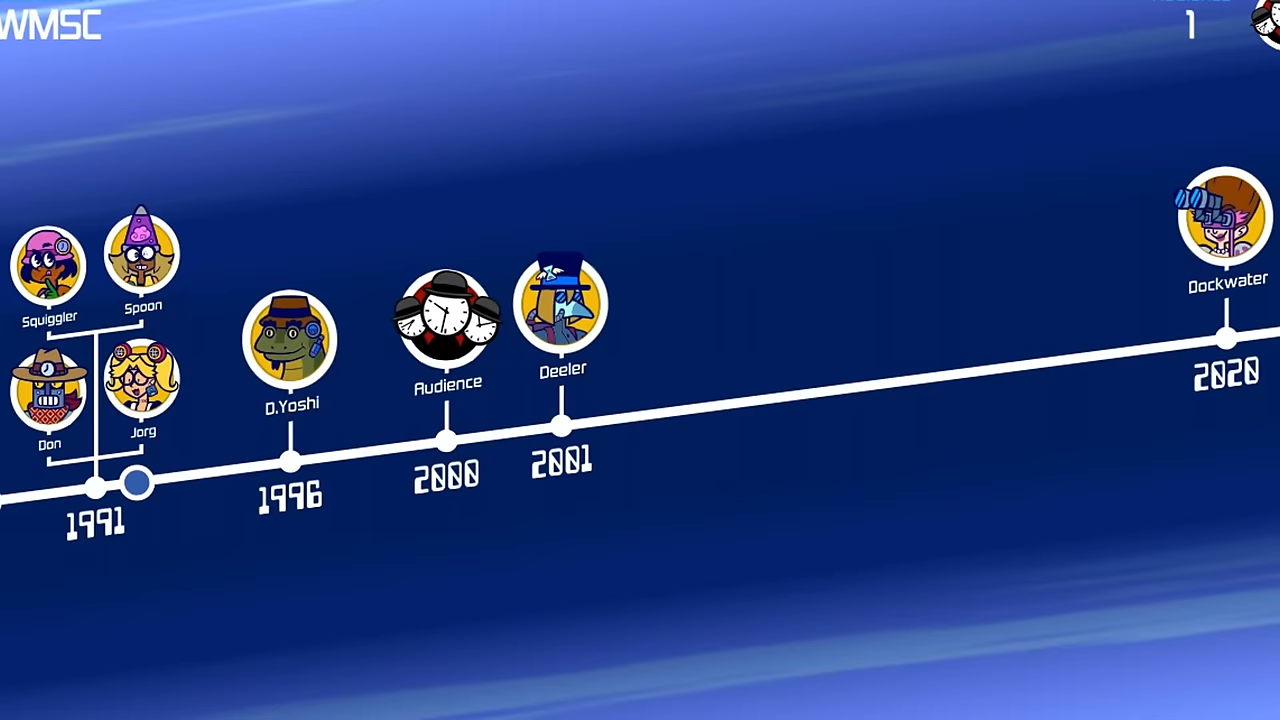 WMSC
1
Squiggler
Spoon
Don
Jorg
D.Yoshi
Audience
Deeler
Dockwater
1991
1996
2000
2001
2020